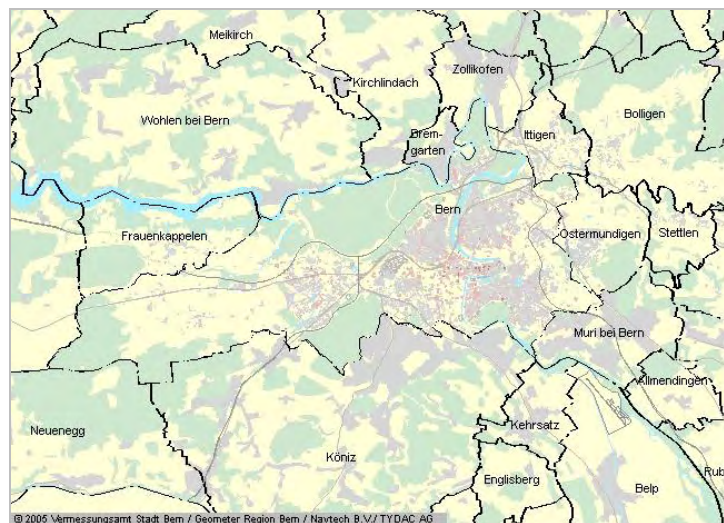 Meikirch
Zollikofen
Kirchlindach
Wohlen bei Bern
Bolligen
Brem-
garten
Ittigen
Bern
Frauenkappelen
Ostermundigen
Stettlen
Muri bei Bern
Allmendingen
Neuenegg
Kehrsatz
Köniz
Englisberg
Belp
Rub
© 2005 Vermessungsamt Stadt Bern / Geometer Region Bern / Navtech B.V./ TYDAC AG